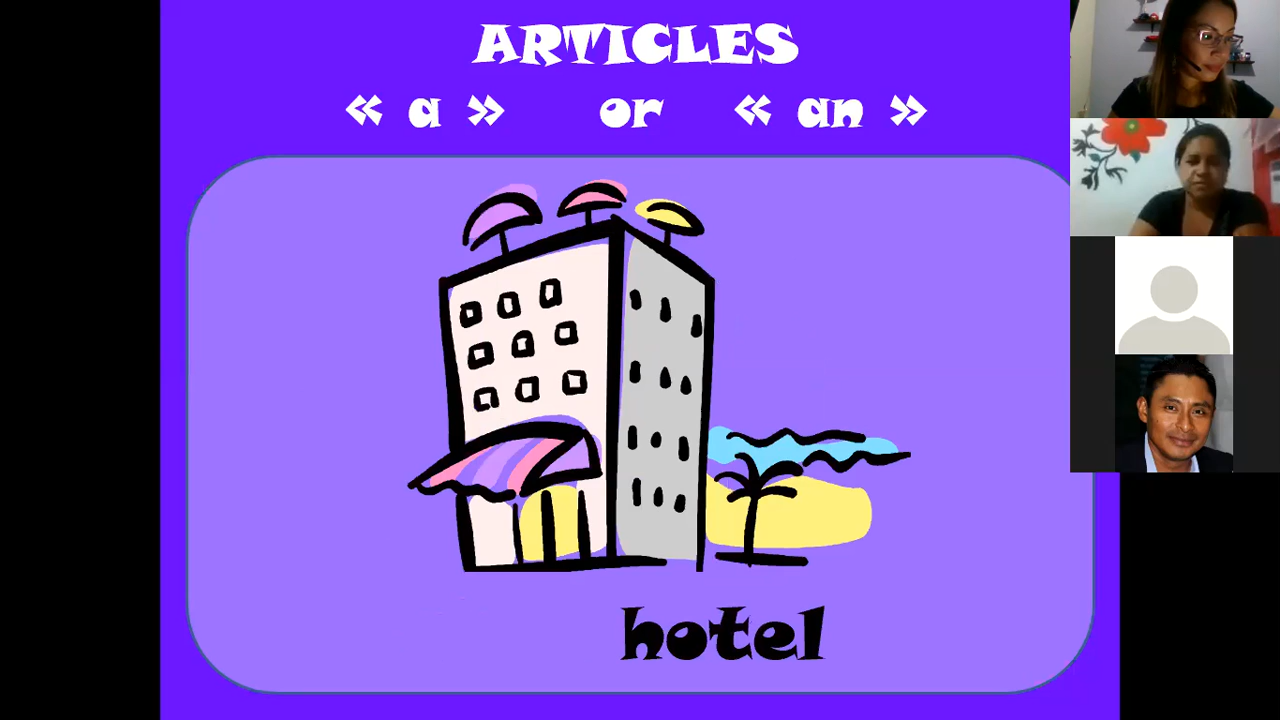 ARTICLES
« a » or « an »
hotel